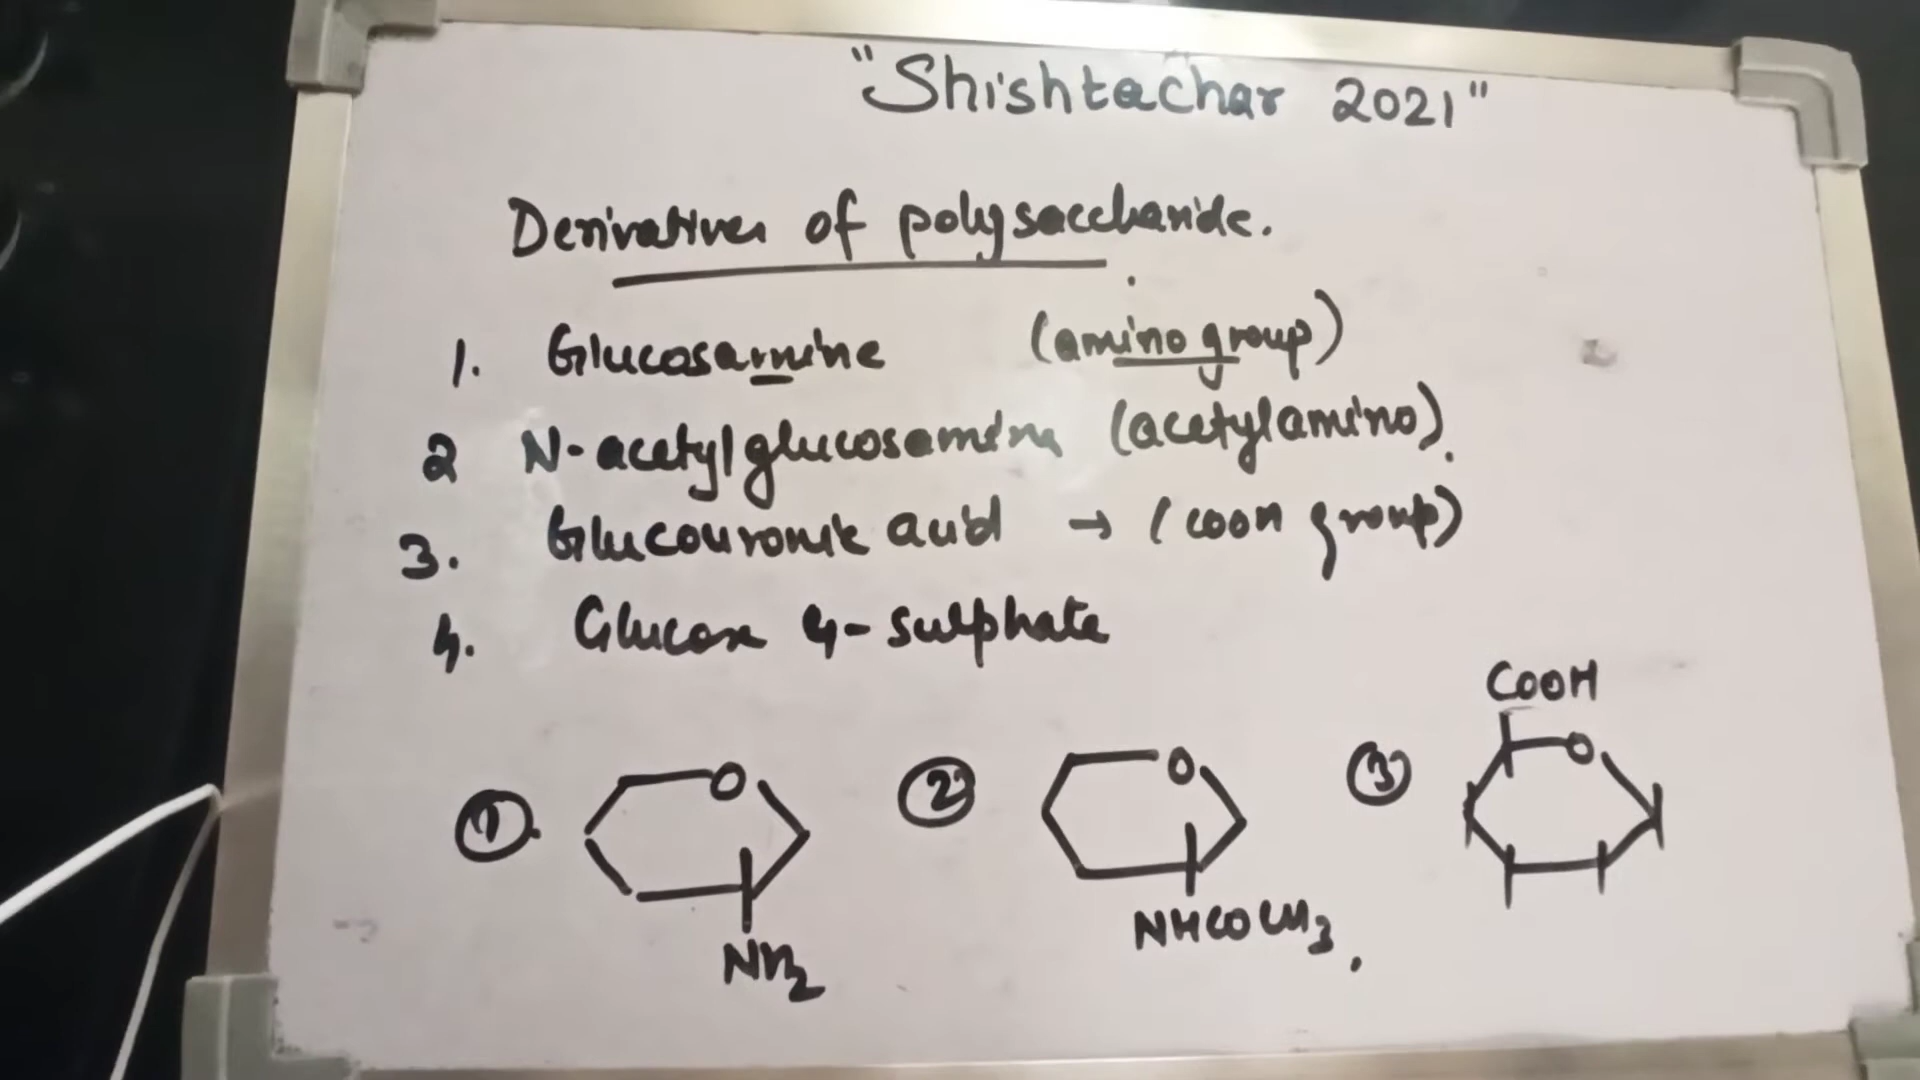 "Shishtachar 2021"
Derivatives of polysaccharide.
1. Glucosamine (amino group)
2 N-acetylglucosamine (acetylamino).
3. Glucouronic acid → (COOH group)
4. Glucose 4-sulphate
COOH
① O
② O
③ O
NH2
NHCOCH3.